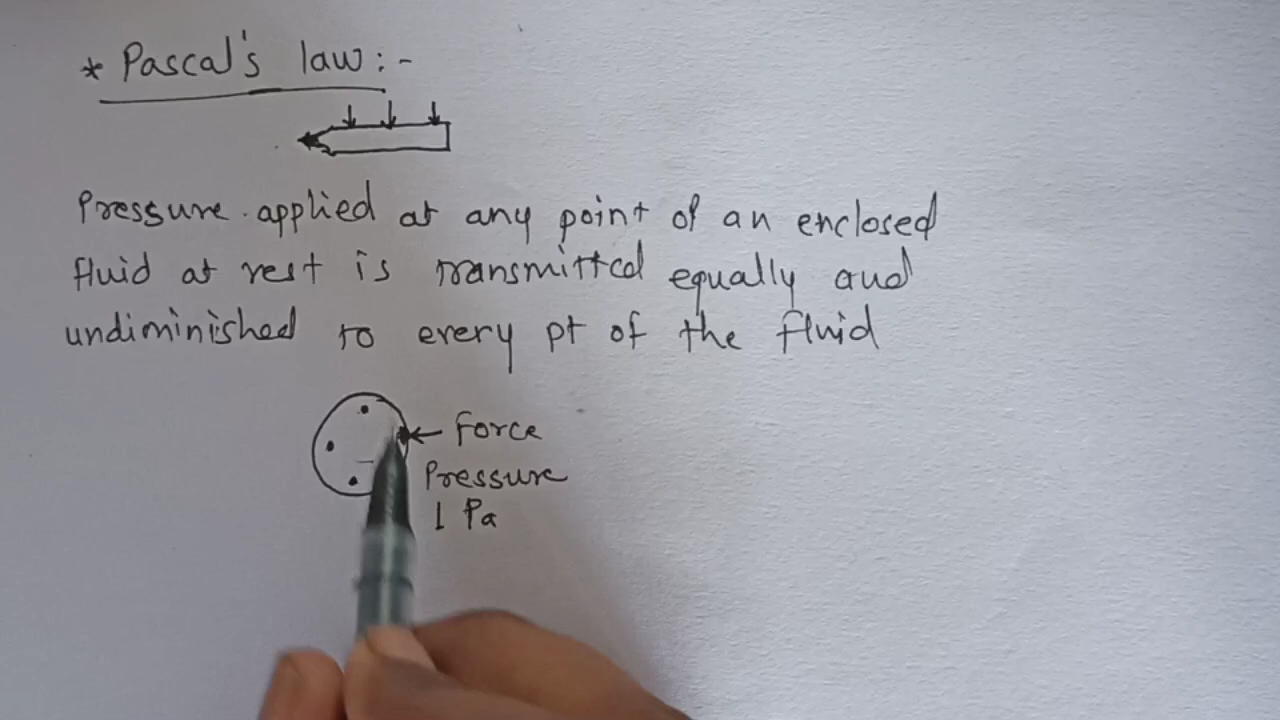 * Pascal's law:-
Pressure applied at any point of an enclosed
fluid at rest is transmitted equally and
undiminished to every pt of the fluid
Force
Pressure
1 Pa